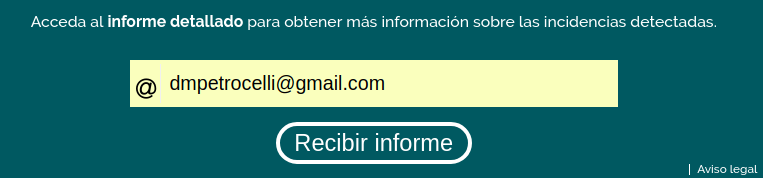 Acceda al informe detallado para obtener más información sobre las incidencias detectadas.
@ dmpetrocelli@gmail.com
Recibir informe
| Aviso legal